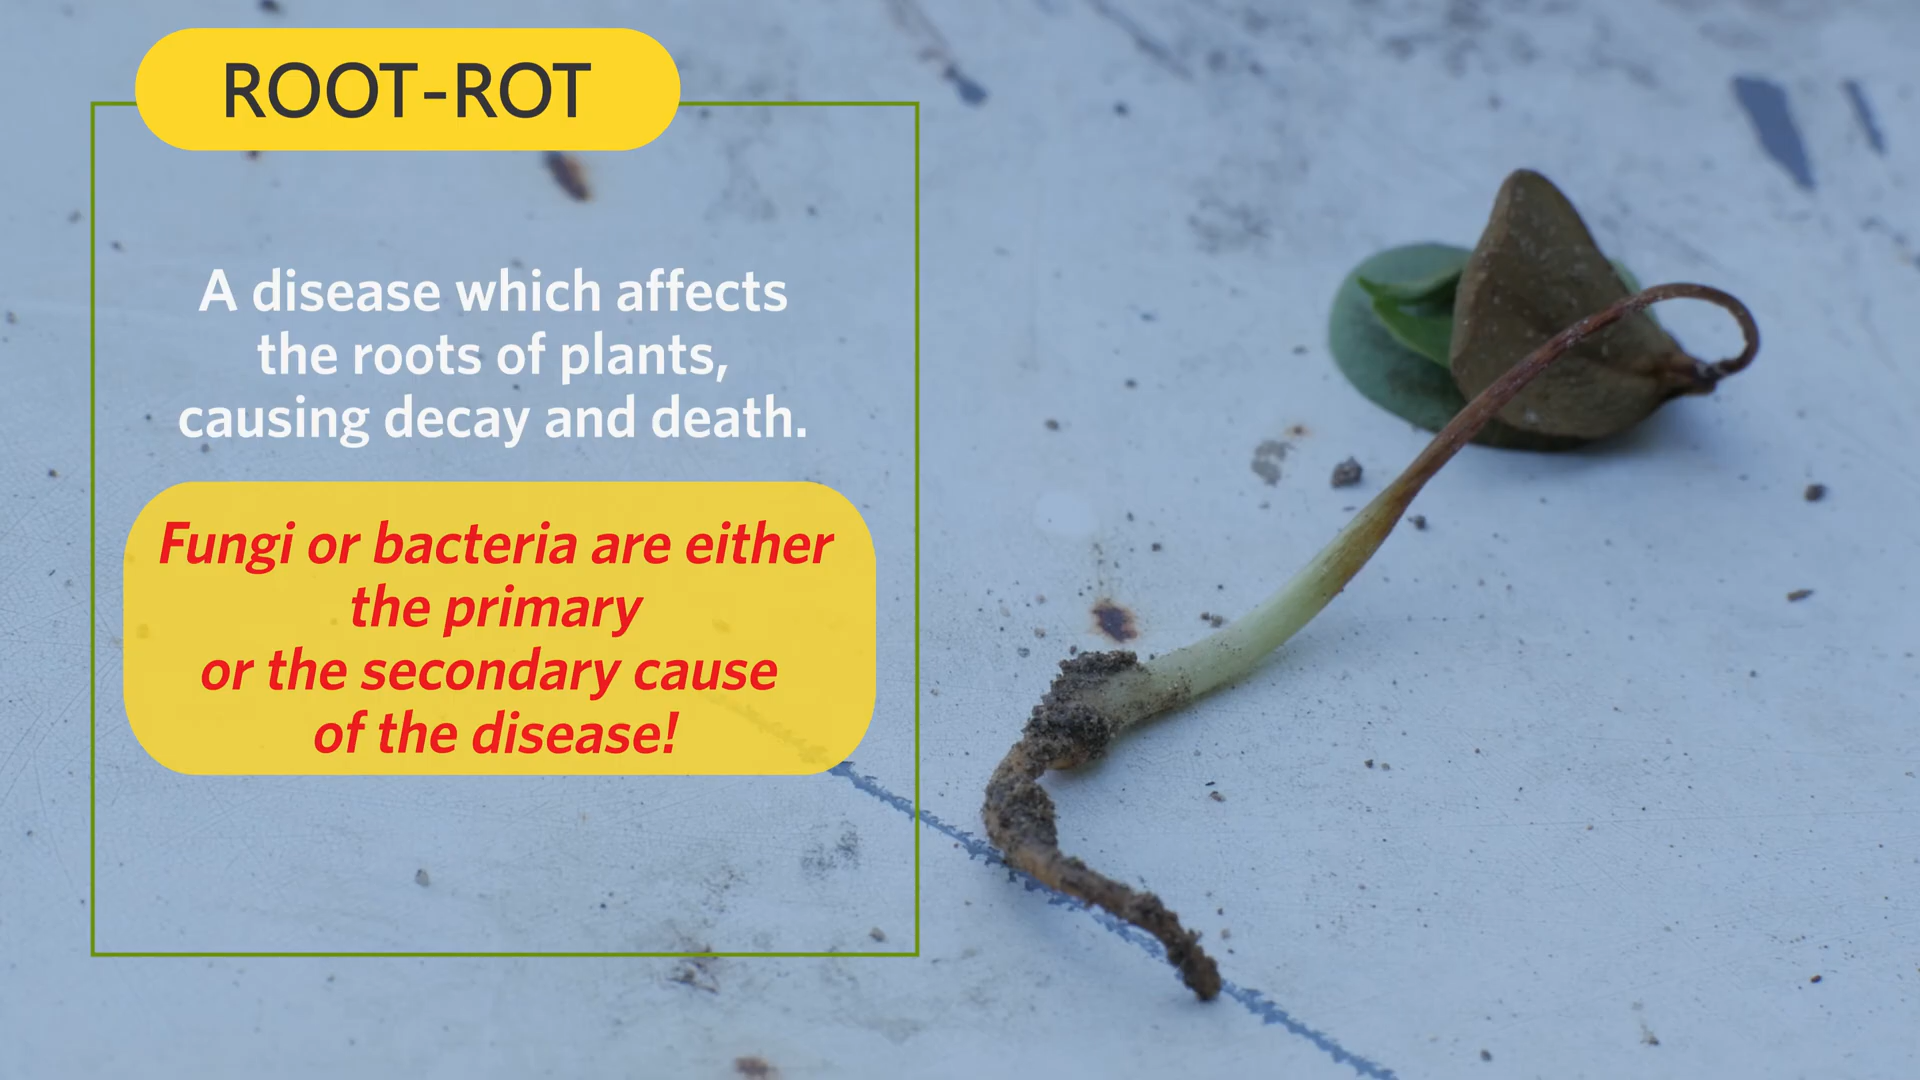 ROOT-ROT
A disease which affects
the roots of plants,
causing decay and death.
Fungi or bacteria are either
the primary
or the secondary cause
of the disease!